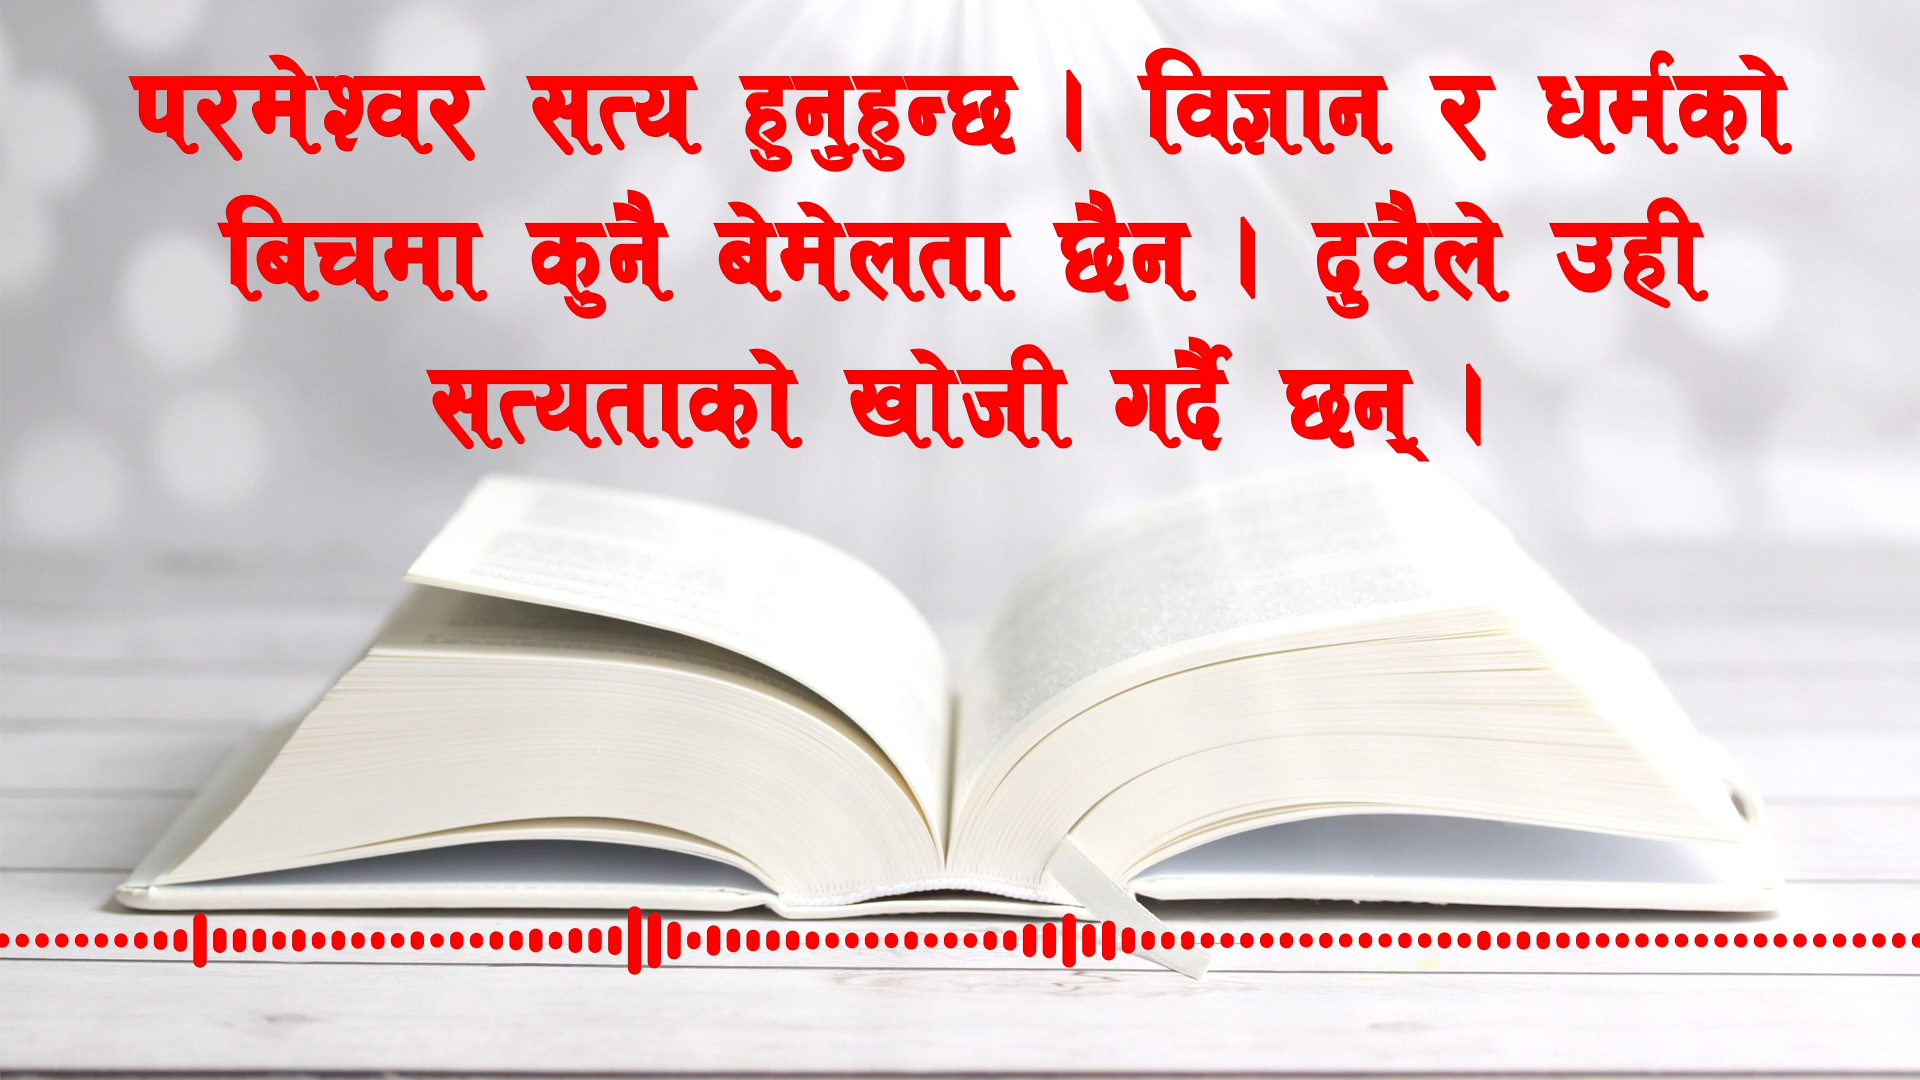 परमेश्वर सत्य हुनुहुन्छ । विज्ञान र धर्मको
बिचमा कुनै बेमेलता छैन । दुवैले उही
सत्यताको खोजी गर्दै छन् ।